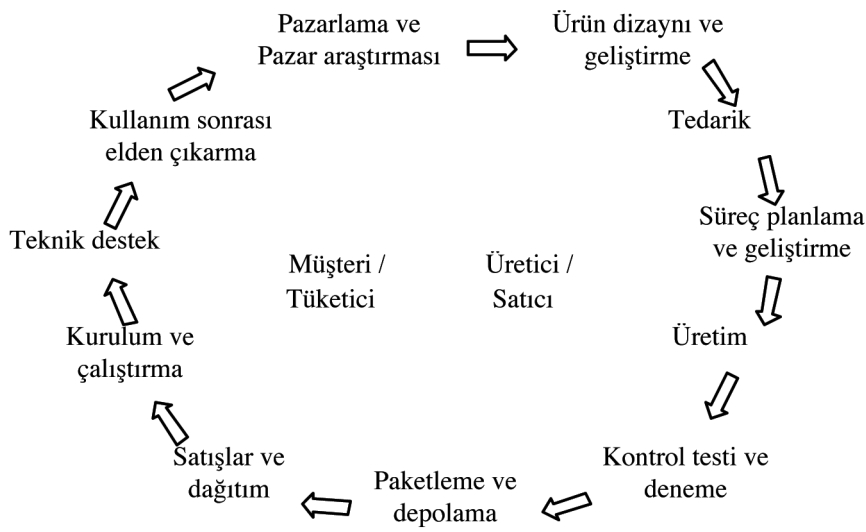 Pazarlama ve
Pazar araştırması
Ürün dizaynı ve
geliştirme
Tedarik
Süreç planlama
ve geliştirme
Üretim
Kontrol testi ve
deneme
Paketleme ve
depolama
Satışlar ve
dağıtım
Kurulum ve
çalıştırma
Teknik destek
Kullanım sonrası
elden çıkarma
Müşteri /
Tüketici
Üretici /
Satıcı